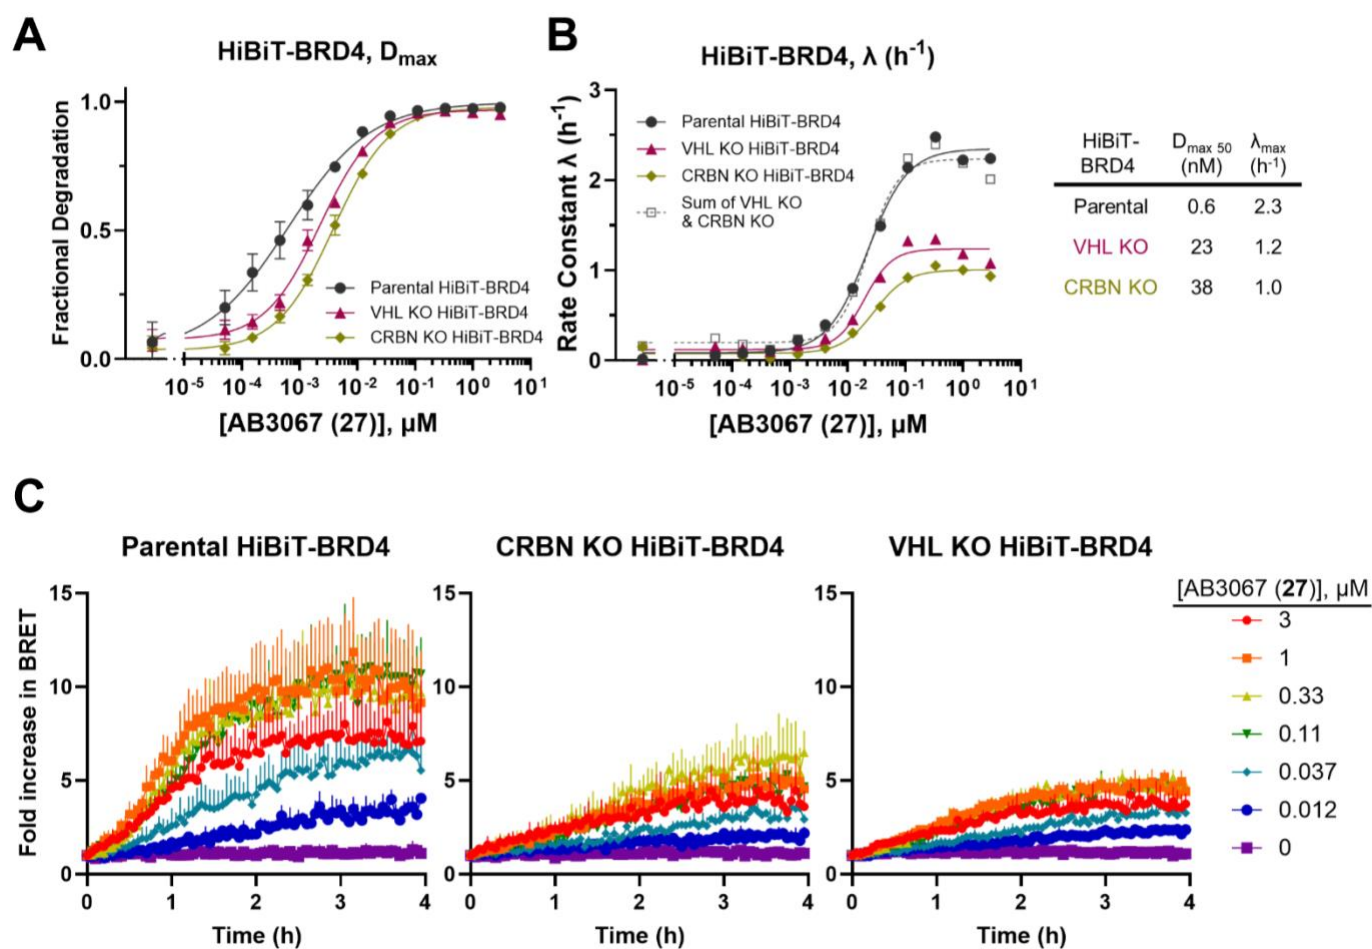 A
HiBiT-BRD4, Dmax
Fractional Degradation
1.0
0.5
0.0
Parental HiBiT-BRD4
VHL KO HiBiT-BRD4
CRBN KO HiBiT-BRD4
10-5 10-4 10-3 10-2 10-1 100 101
[AB3067 (27)], µM
B
HiBiT-BRD4, λ (h-1)
Rate Constant λ (h-1)
3
2
1
0
Parental HiBiT-BRD4
VHL KO HiBiT-BRD4
CRBN KO HiBiT-BRD4
Sum of VHL KO
& CRBN KO
10-5 10-4 10-3 10-2 10-1 100 101
[AB3067 (27)], µM
HiBiT-BRD4 Dmax 50 (nM) λmax (h-1)
Parental 0.6 2.3
VHL KO 23 1.2
CRBN KO 38 1.0
C
Parental HiBiT-BRD4
Fold increase in BRET
15
10
5
0
0 1 2 3 4
Time (h)
CRBN KO HiBiT-BRD4
15
10
5
0
0 1 2 3 4
Time (h)
VHL KO HiBiT-BRD4
15
10
5
0
0 1 2 3 4
Time (h)
[AB3067 (27)], µM
3
1
0.33
0.11
0.037
0.012
0